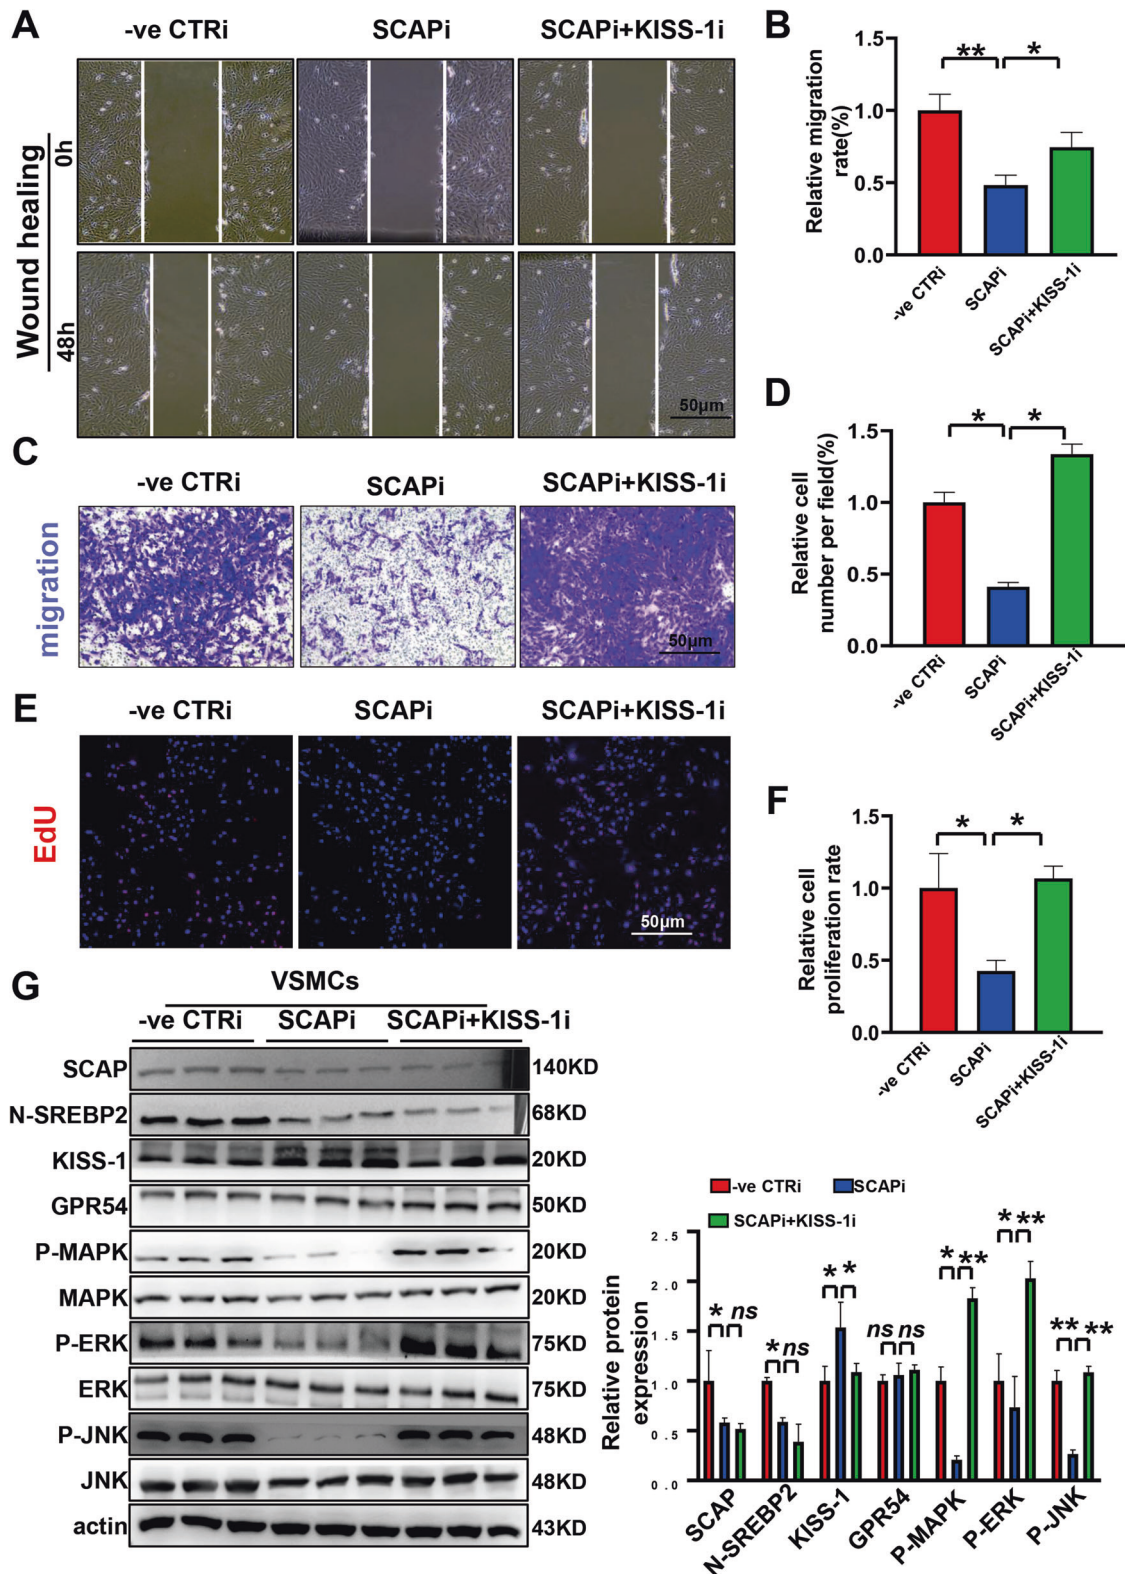 A
-ve CTRi SCAPi SCAPi+KISS-1i
Wound healing
0h
48h
50μm
B
Relative migration
rate(%)
1.5
1.0
0.5
0.0
** *
-ve CTRi
SCAPi
SCAPi+KISS-1i
C
-ve CTRi SCAPi SCAPi+KISS-1i
migration
50μm
D
Relative cell
number per field(%)
1.5
1.0
0.5
0.0
* *
-ve CTRi
SCAPi
SCAPi+KISS-1i
E
-ve CTRi SCAPi SCAPi+KISS-1i
EdU
50μm
F
Relative cell
proliferation rate
1.5
1.0
0.5
0.0
* *
-ve CTRi
SCAPi
SCAPi+KISS-1i
G
VSMCs
-ve CTRi SCAPi SCAPi+KISS-1i
SCAP 140KD
N-SREBP2 68KD
KISS-1 20KD
GPR54 50KD
P-MAPK 20KD
MAPK 20KD
P-ERK 75KD
ERK 75KD
P-JNK 48KD
JNK 48KD
actin 43KD
-ve CTRi SCAPi
SCAPi+KISS-1i
Relative protein
expression
2.5
2.0
1.5
1.0
0.5
0.0
* ns
* ns
* *
ns ns
* **
* **
** **
SCAP
N-SREBP2
KISS-1
GPR54
P-MAPK
P-ERK
P-JNK